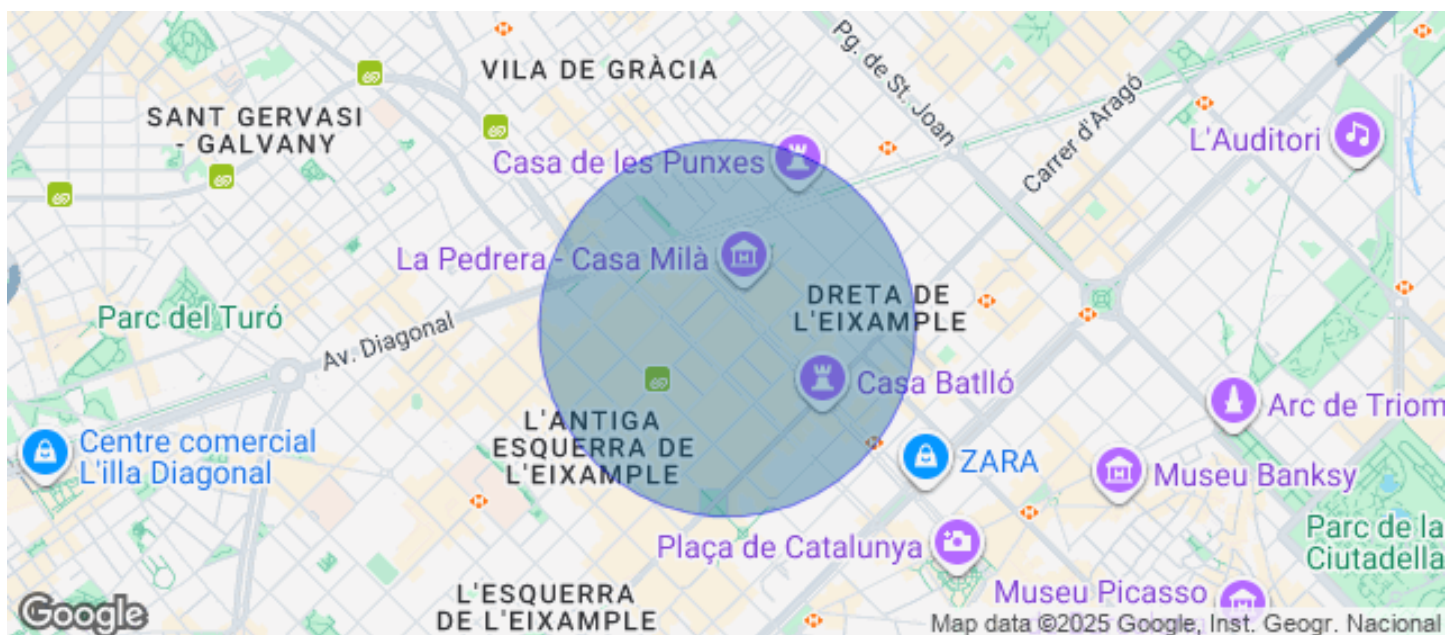 VILA DE GRÀCIA
Pg. de St. Joan
SANT GERVASI
- GALVANY
Carrer d'Aragó
L'Auditori
Casa de les Punxes
La Pedrera - Casa Milà
DRETA DE
L'EIXAMPLE
Parc del Turó
Av. Diagonal
Casa Batlló
Arc de Triom
L'ANTIGA
ESQUERRA DE
L'EIXAMPLE
Centre comercial
L'illa Diagonal
ZARA
Museu Banksy
Plaça de Catalunya
Parc de la
Ciutadella
L'ESQUERRA
DE L'EIXAMPLE
Museu Picasso
Google
Map data ©2025 Google, Inst. Geogr. Nacional